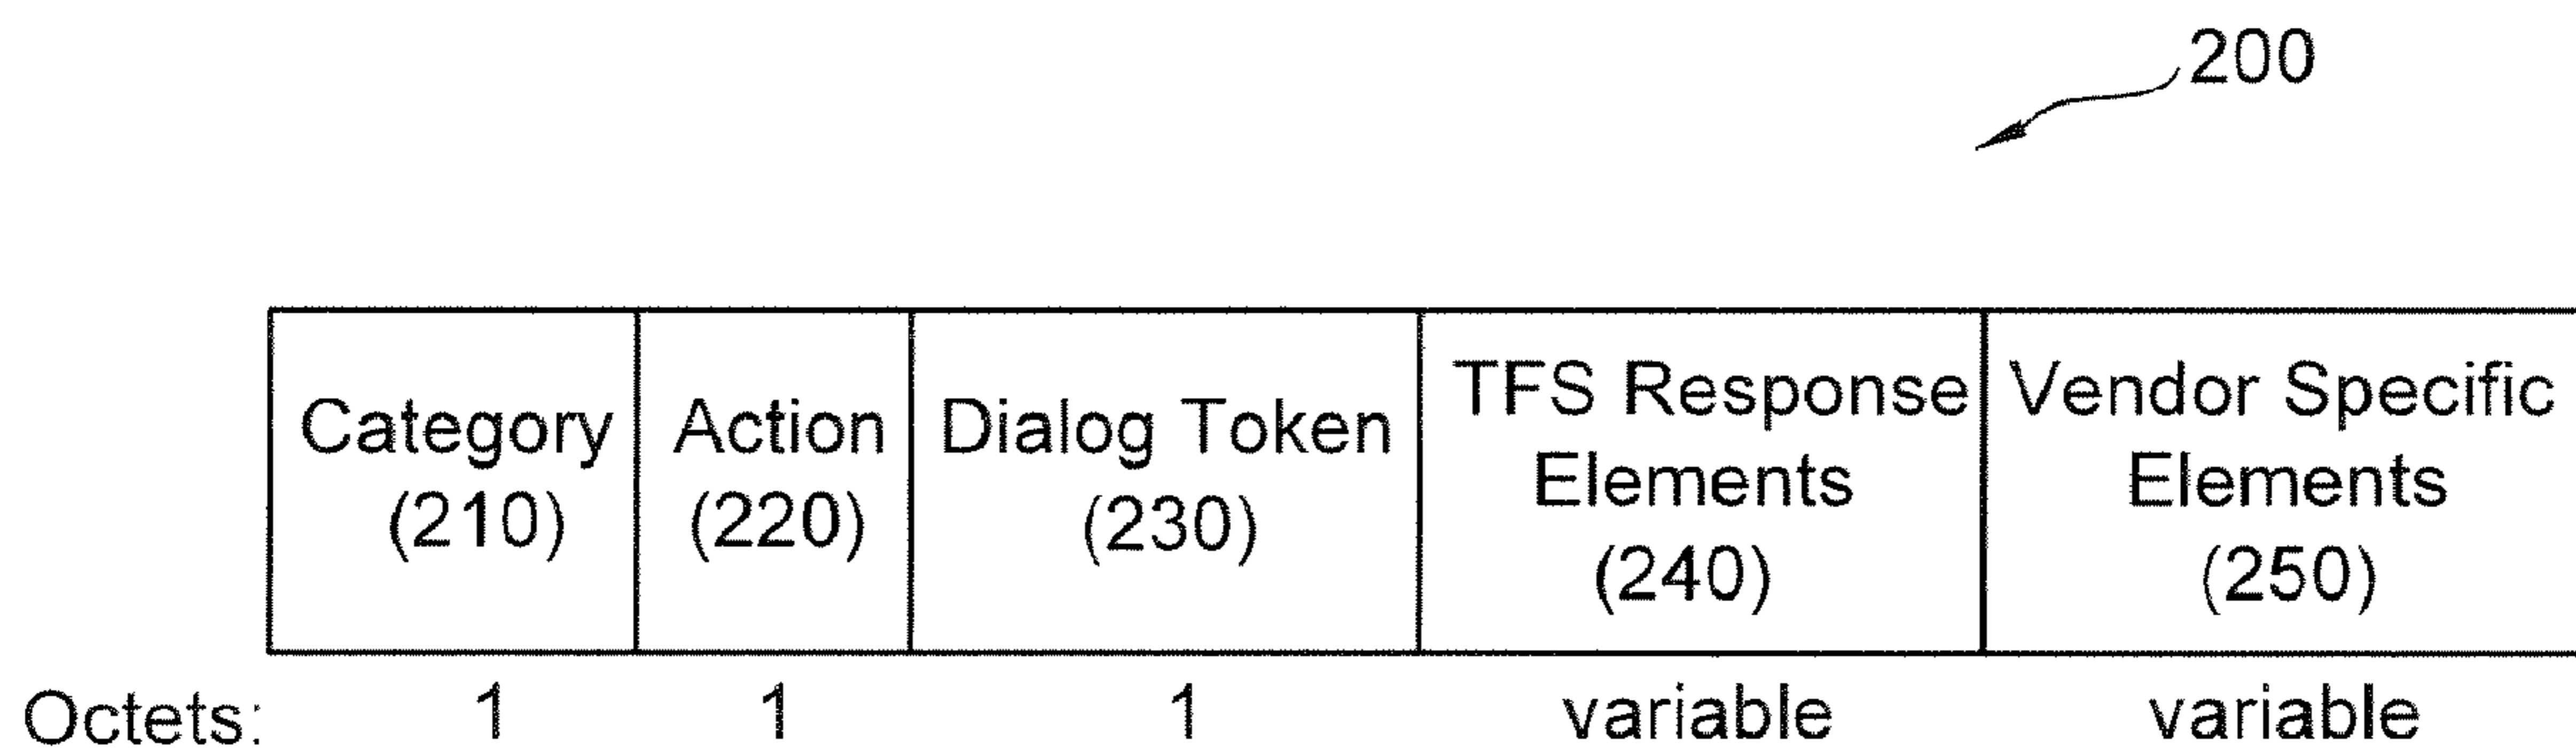 200
Category
(210)
Action
(220)
Dialog Token
(230)
TFS Response
Elements
(240)
Vendor Specific
Elements
(250)
Octets: 1 1 1 variable variable